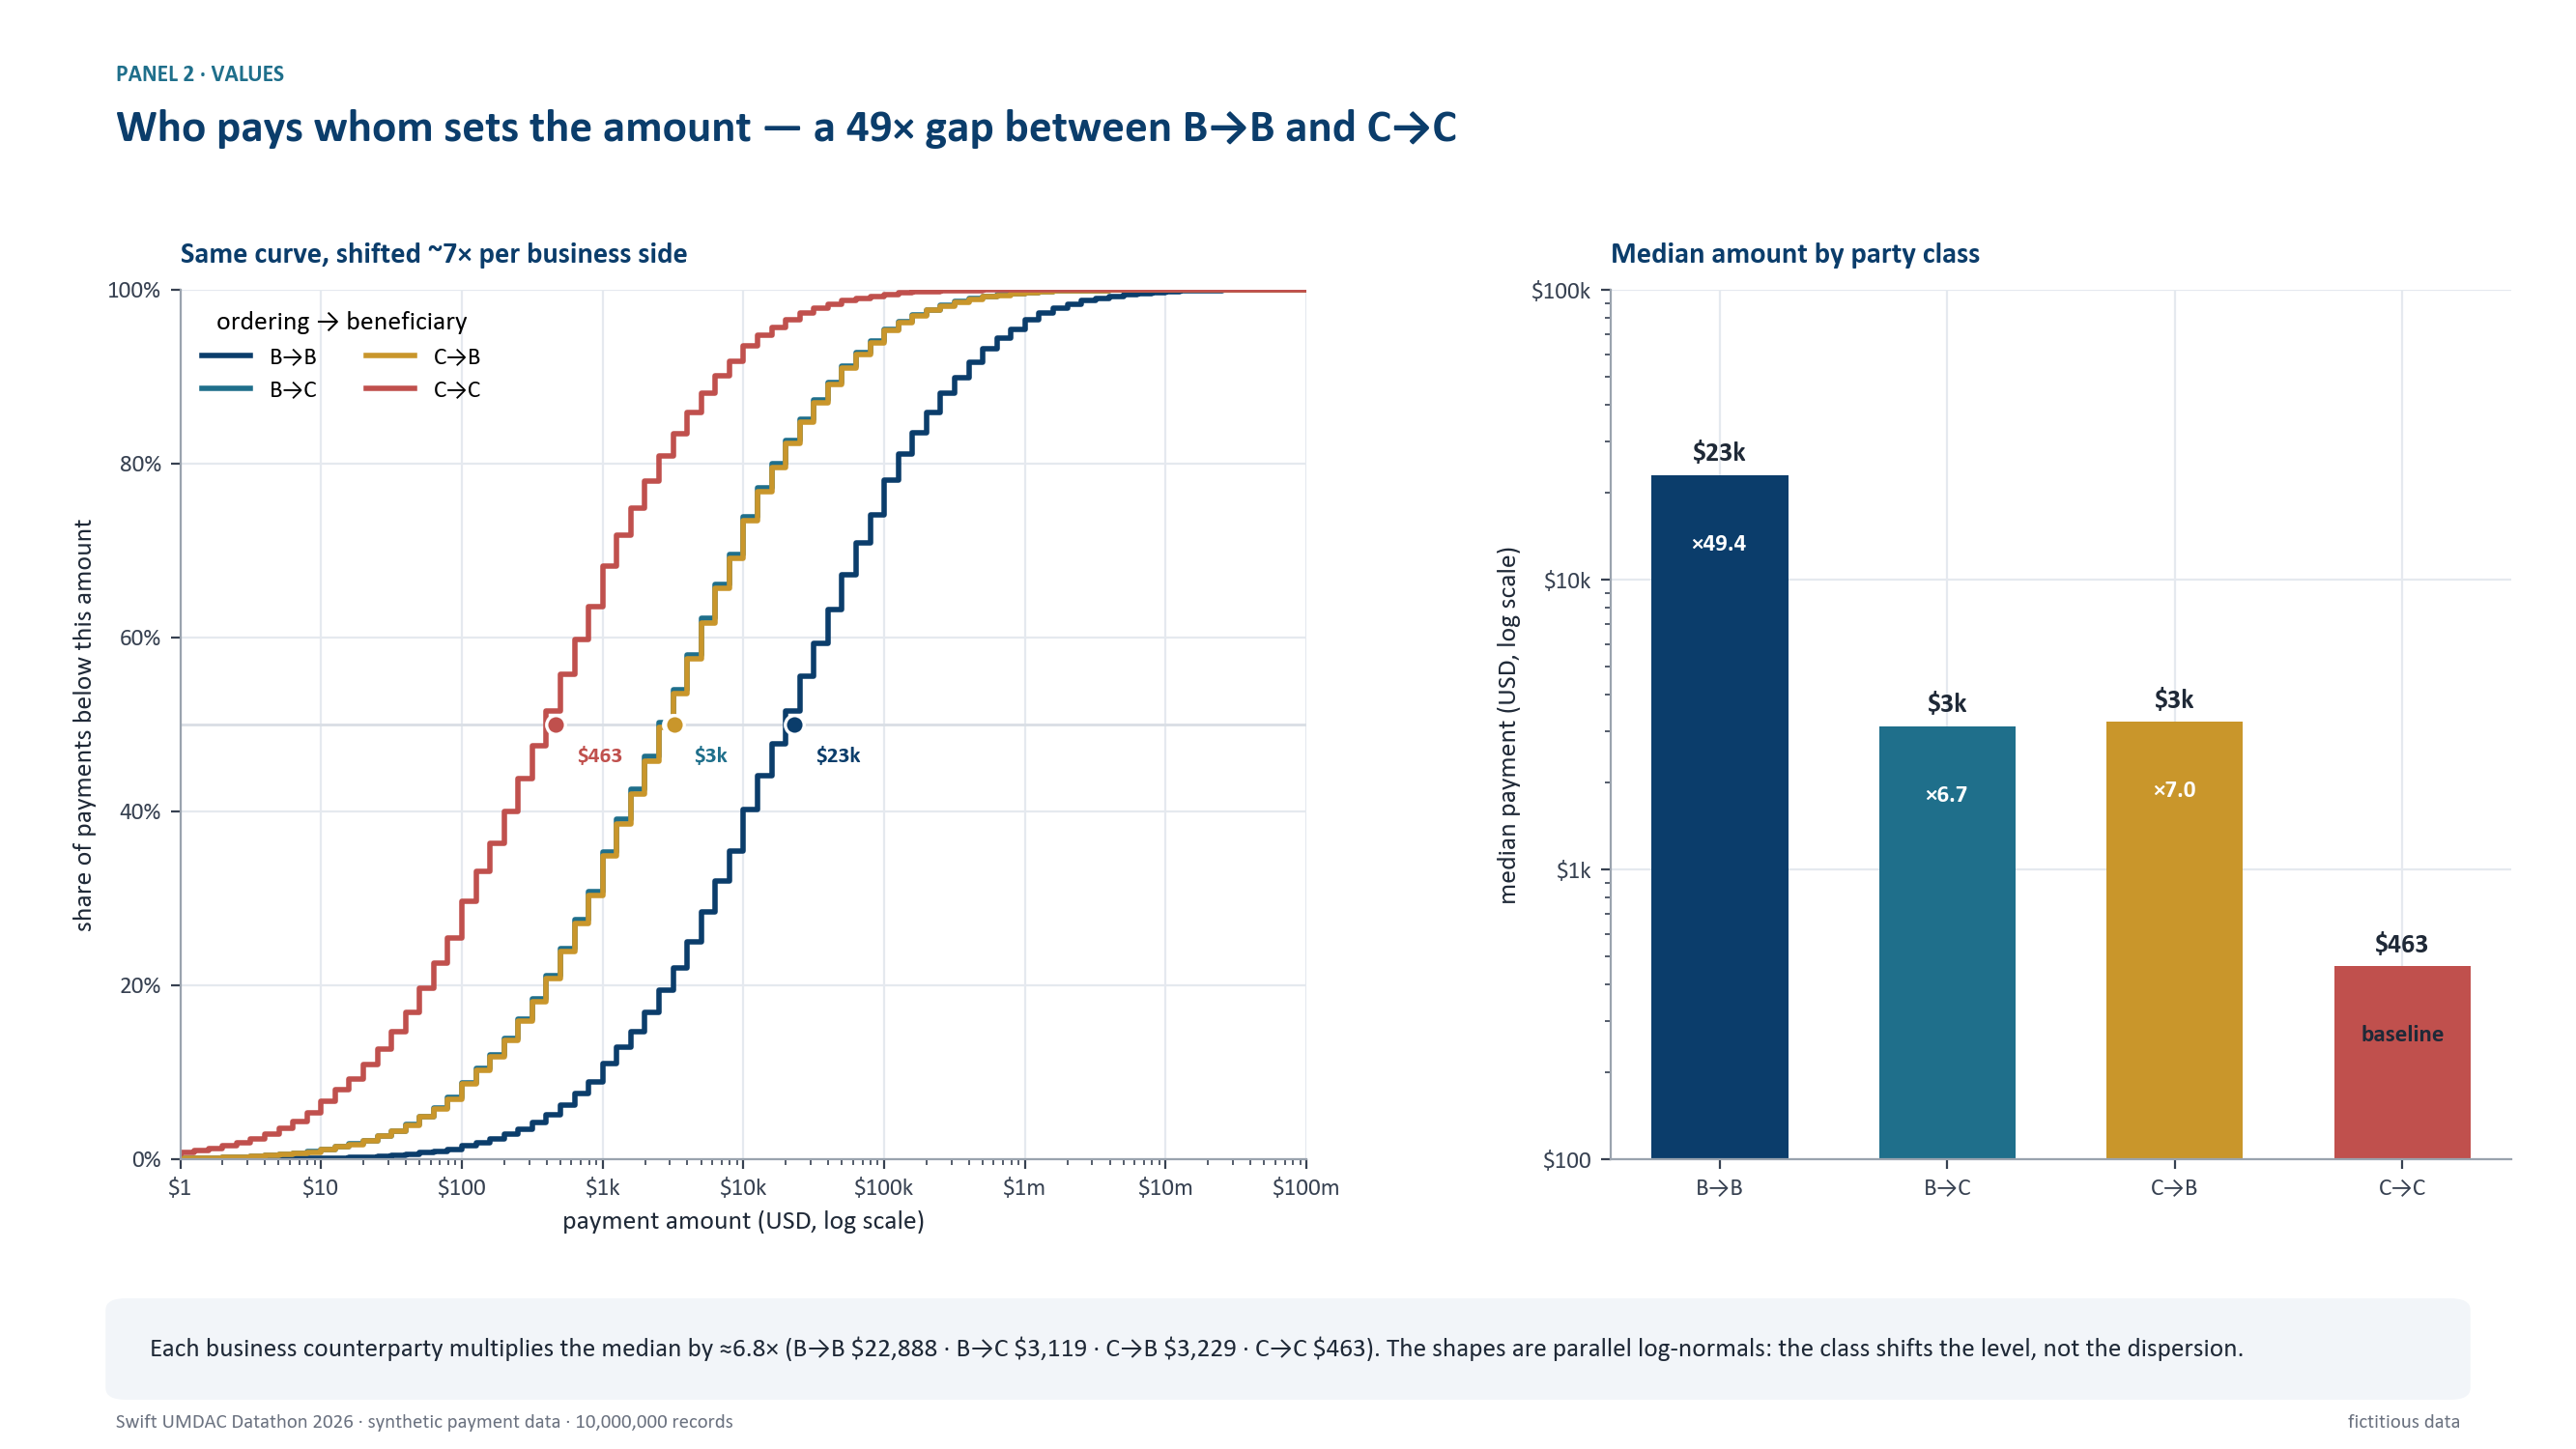 PANEL 2 · VALUES
Who pays whom sets the amount — a 49× gap between B→B and C→C
Same curve, shifted ~7× per business side
share of payments below this amount
100%
80%
60%
40%
20%
0%
ordering → beneficiary
B→B
C→B
B→C
C→C
$463
$3k
$23k
$1
$10
$100
$1k
$10k
$100k
$1m
$10m
$100m
payment amount (USD, log scale)
Median amount by party class
median payment (USD, log scale)
$100k
$10k
$1k
$100
$23k
×49.4
$3k
×6.7
$3k
×7.0
$463
baseline
B→B
B→C
C→B
C→C
Each business counterparty multiplies the median by ≈6.8× (B→B $22,888 · B→C $3,119 · C→B $3,229 · C→C $463). The shapes are parallel log-normals: the class shifts the level, not the dispersion.
Swift UMDAC Datathon 2026 · synthetic payment data · 10,000,000 records
fictitious data